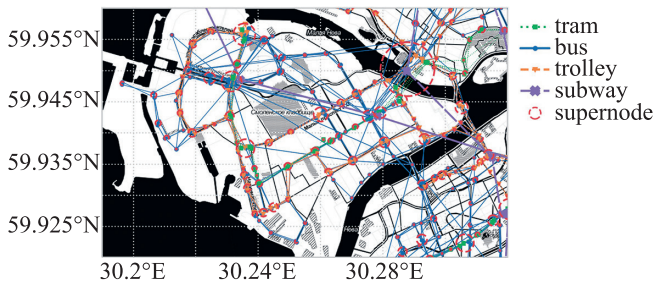 59.955°N
59.945°N
59.935°N
59.925°N
30.2°E
30.24°E
30.28°E
Малая Нева
Смоленское кладбище
Нева
tram
bus
trolley
subway
supernode